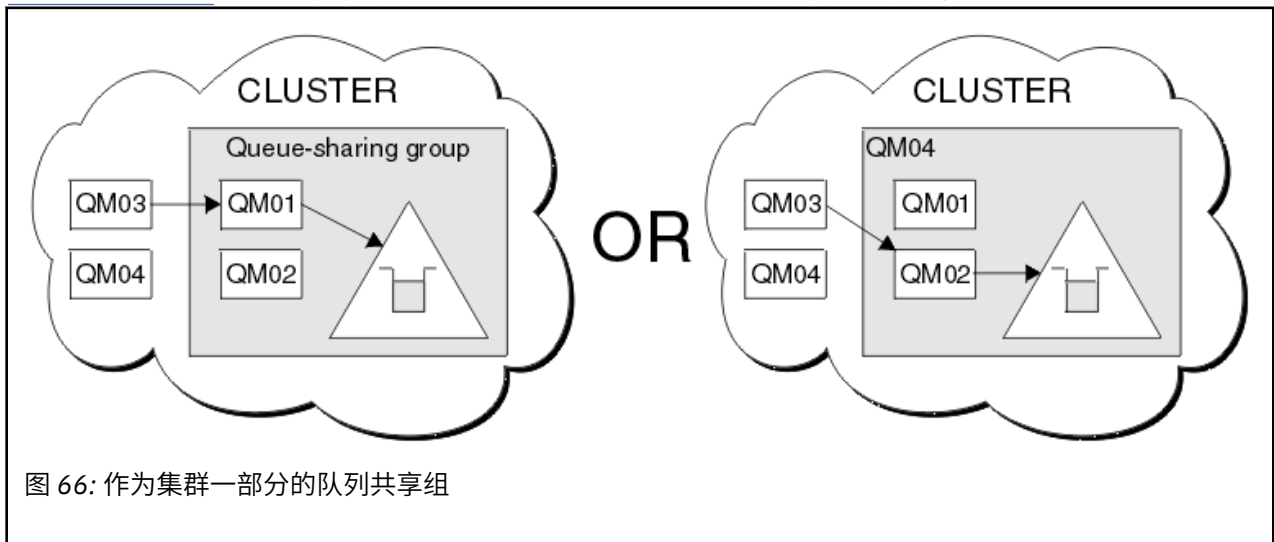 CLUSTER
Queue-sharing group
QM03
QM01
QM04
QM02
OR
CLUSTER
QM04
QM03
QM01
QM04
QM02
图 66: 作为集群一部分的队列共享组